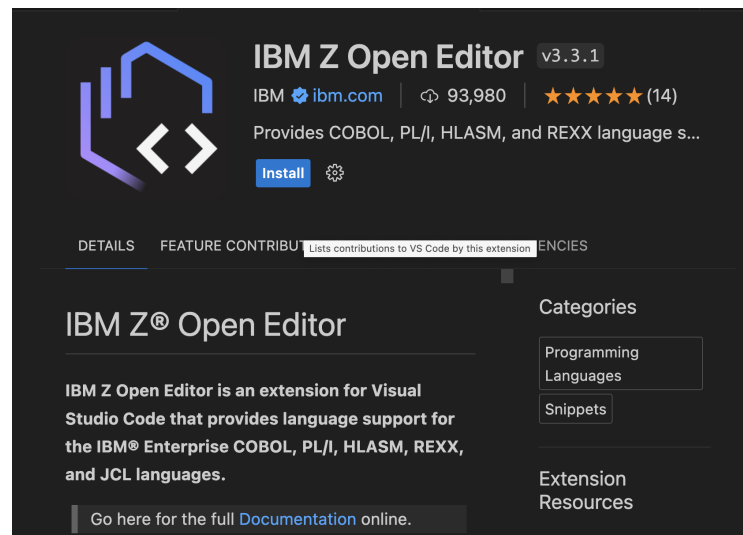 IBM Z Open Editor v3.3.1
IBM ibm.com 93,980 (14)
Provides COBOL, PL/I, HLASM, and REXX language s...
Install
DETAILS FEATURE CONTRIBUT ENCIES
Lists contributions to VS Code by this extension
IBM Z® Open Editor
IBM Z Open Editor is an extension for Visual
Studio Code that provides language support for
the IBM® Enterprise COBOL, PL/I, HLASM, REXX,
and JCL languages.
Go here for the full Documentation online.
Categories
Programming
Languages
Snippets
Extension
Resources